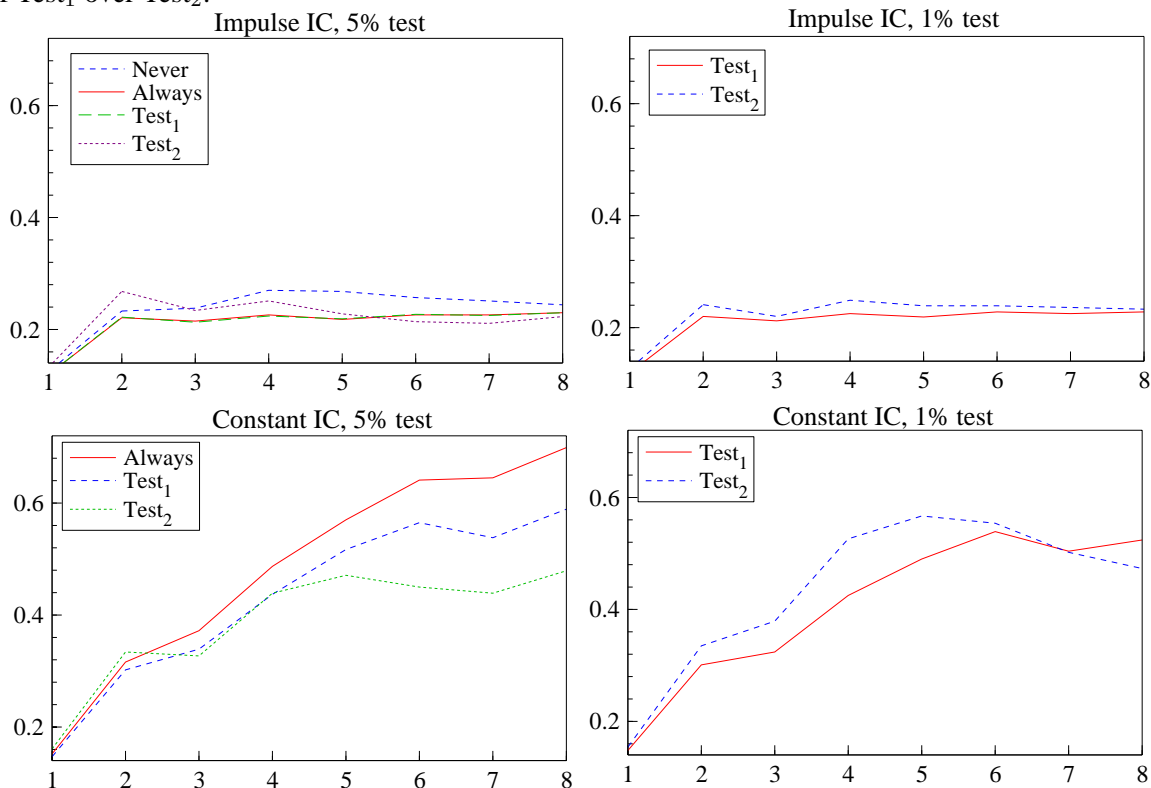 Test₁ over Test₂.
Impulse IC, 5% test
Never
Always
Test₁
Test₂
0.6
0.4
0.2
1 2 3 4 5 6 7 8
Impulse IC, 1% test
Test₁
Test₂
0.6
0.4
0.2
1 2 3 4 5 6 7 8
Constant IC, 5% test
Always
Test₁
Test₂
0.6
0.4
0.2
1 2 3 4 5 6 7 8
Constant IC, 1% test
Test₁
Test₂
0.6
0.4
0.2
1 2 3 4 5 6 7 8